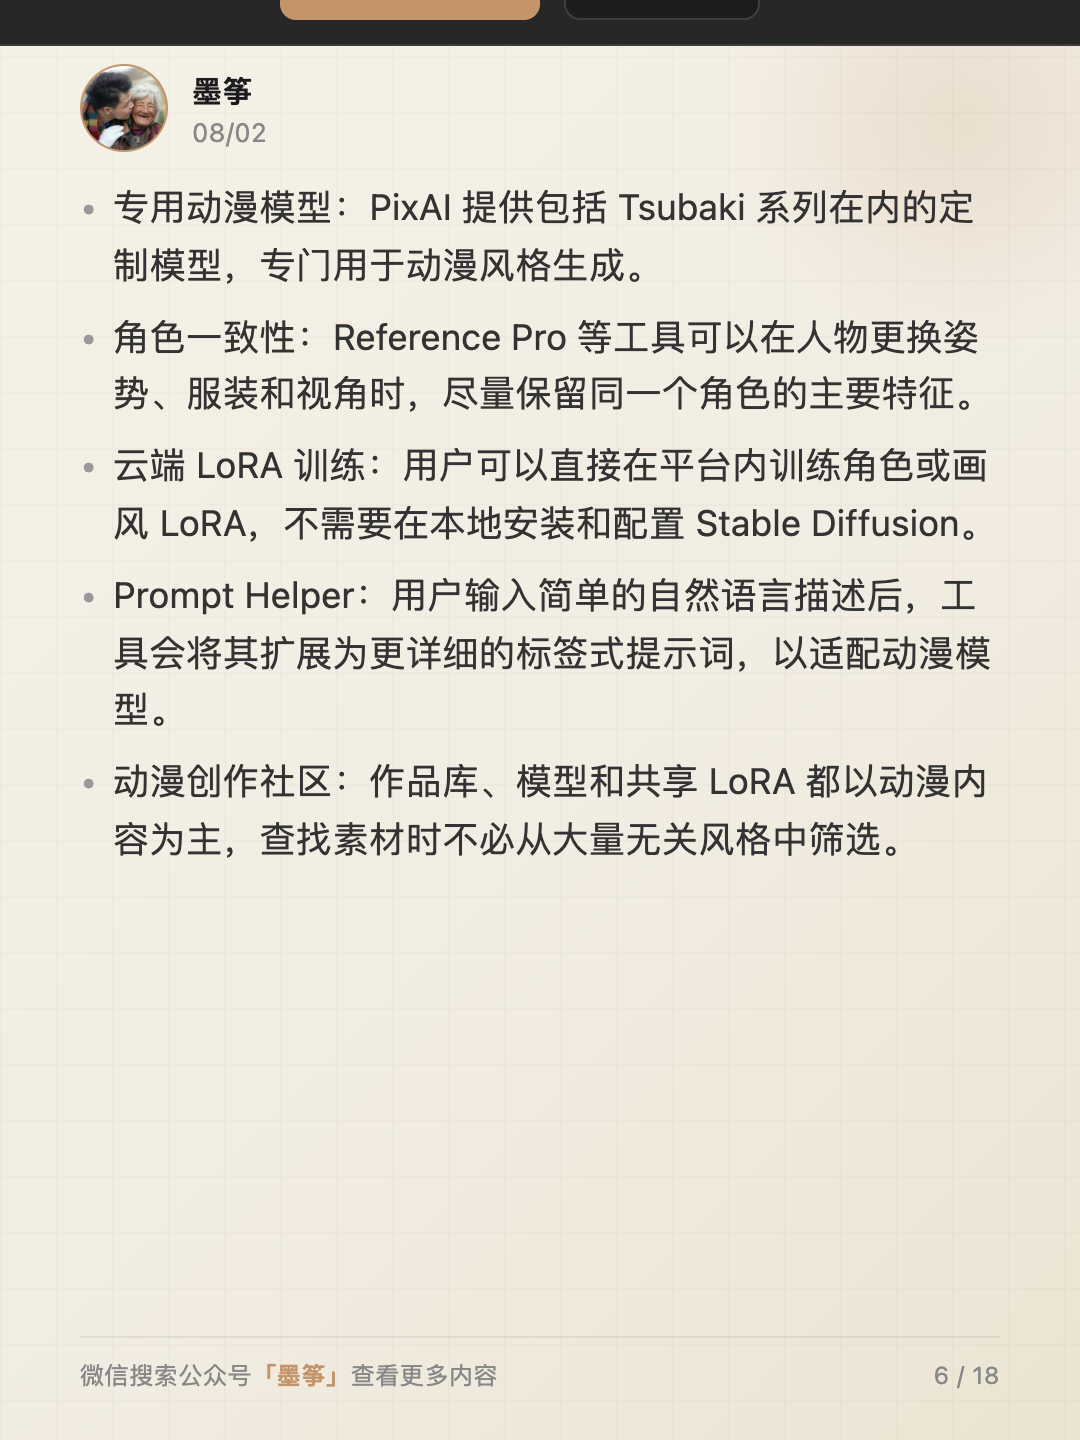 墨筝
08/02
• 专用动漫模型：PixAI 提供包括 Tsubaki 系列在内的定
制模型，专门用于动漫风格生成。
• 角色一致性：Reference Pro 等工具可以在人物更换姿
势、服装和视角时，尽量保留同一个角色的主要特征。
• 云端 LoRA 训练：用户可以直接在平台内训练角色或画
风 LoRA，不需要在本地安装和配置 Stable Diffusion。
• Prompt Helper：用户输入简单的自然语言描述后，工
具会将其扩展为更详细的标签式提示词，以适配动漫模
型。
• 动漫创作社区：作品库、模型和共享 LoRA 都以动漫内
容为主，查找素材时不必从大量无关风格中筛选。
微信搜索公众号「墨筝」查看更多内容
6 / 18